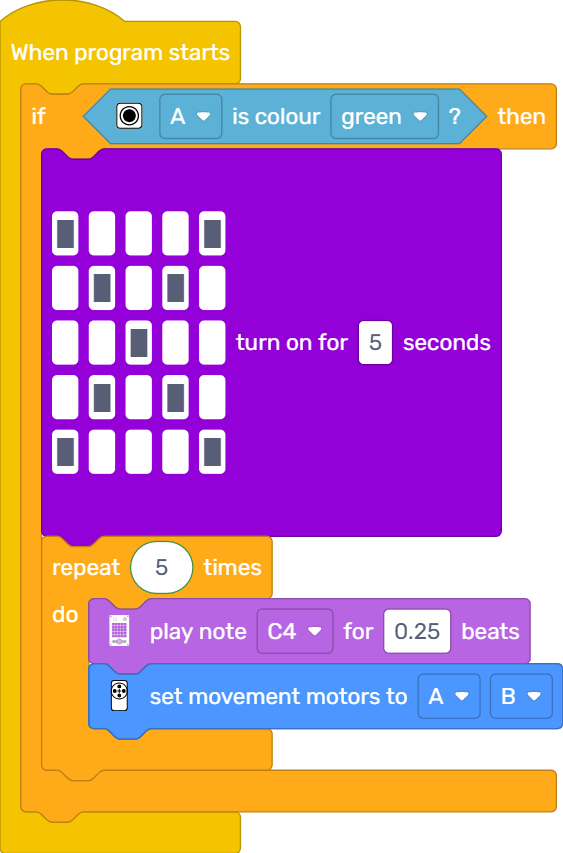 When program starts
if A is colour green ? then
turn on for 5 seconds
repeat 5 times
do
play note C4 for 0.25 beats
set movement motors to A B